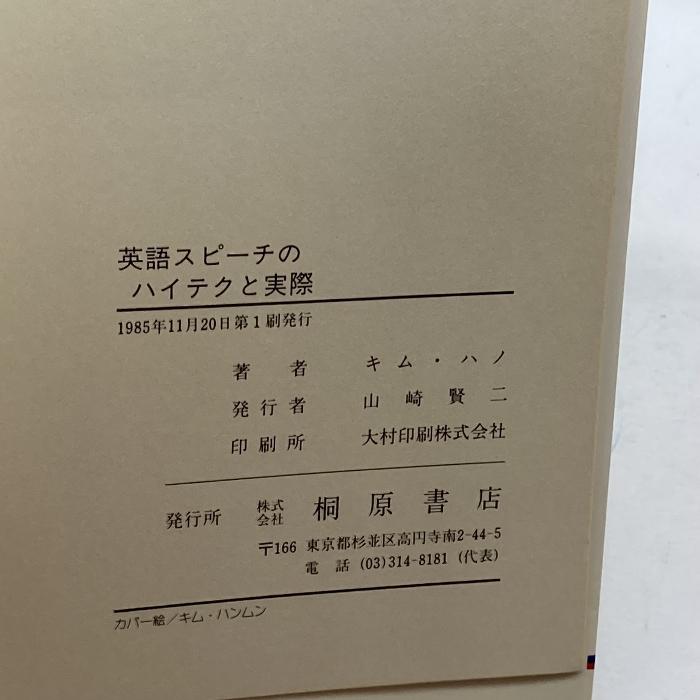 英語スピーチの
ハイテクと実際
1985年11月20日第1刷発行
著者 キム・ハノ
発行者 山崎賢二
印刷所 大村印刷株式会社
発行所 株式会社 桐原書店
〒166 東京都杉並区高円寺南2-44-5
電話 (03)314-8181 (代表)
カバー絵/キム・ハンムン